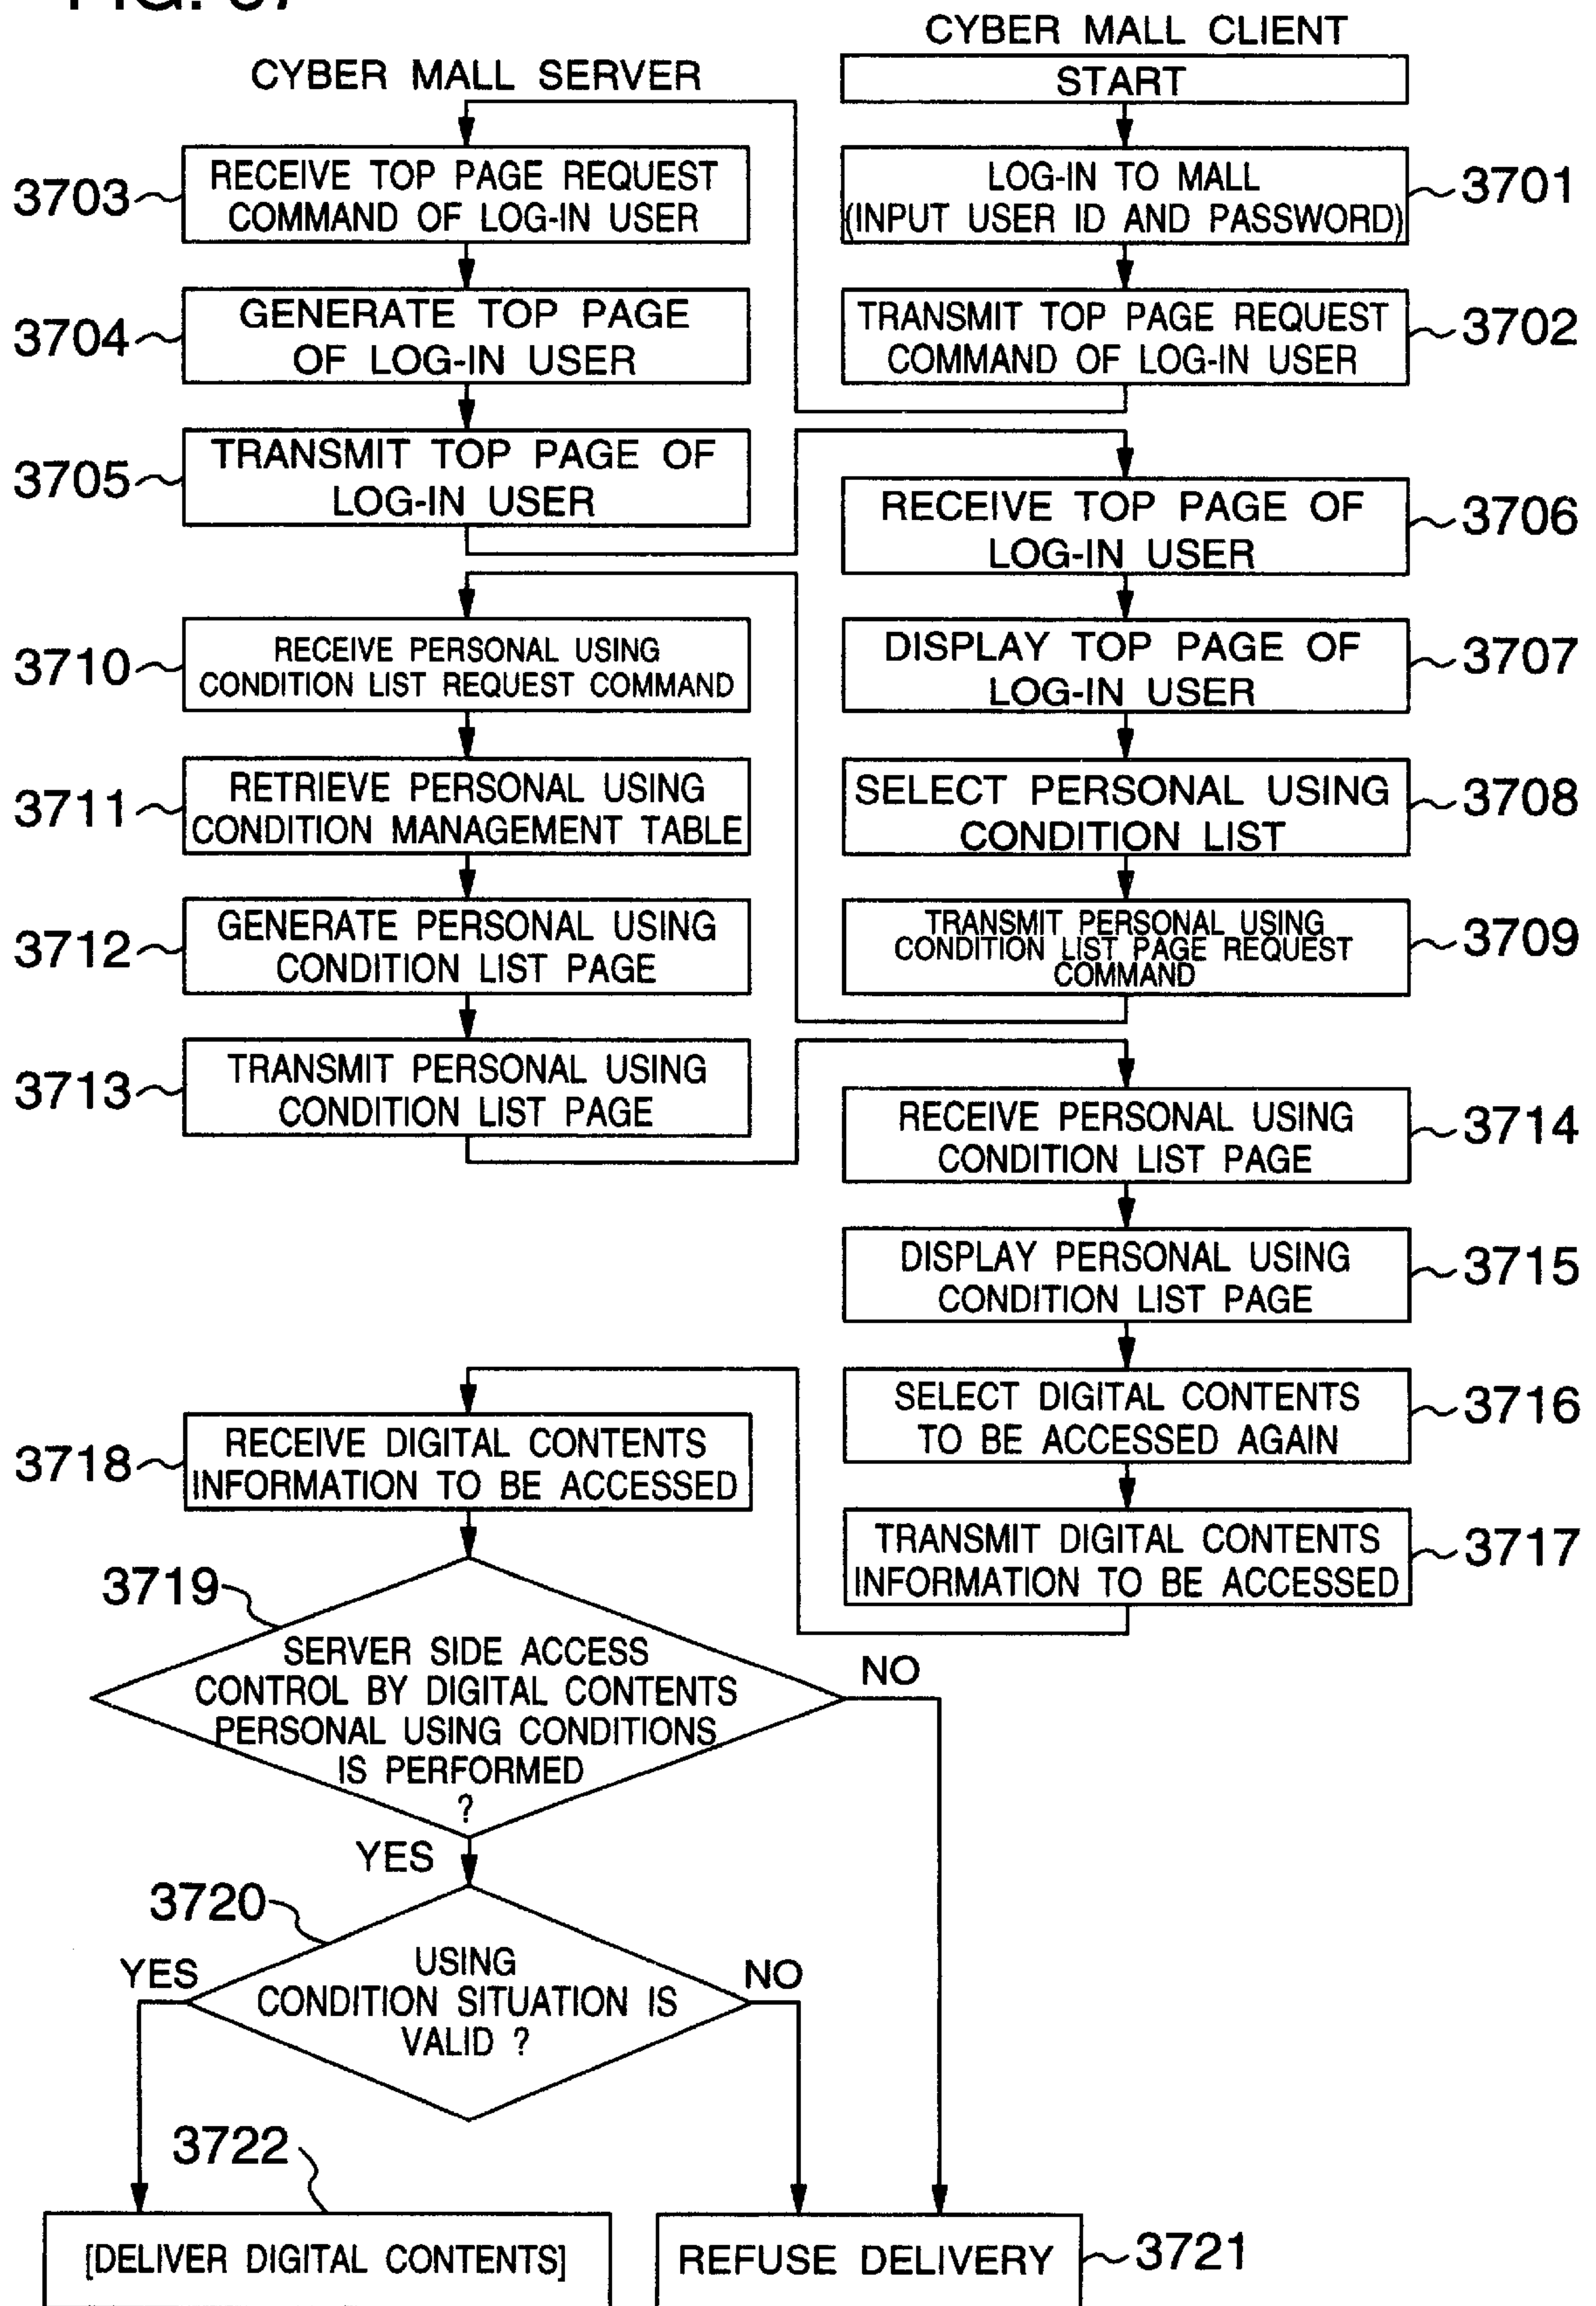 CYBER MALL CLIENT
START
LOG-IN TO MALL
(INPUT USER ID AND PASSWORD)
3701
TRANSMIT TOP PAGE REQUEST
COMMAND OF LOG-IN USER
3702
CYBER MALL SERVER
3703
RECEIVE TOP PAGE REQUEST
COMMAND OF LOG-IN USER
3704
GENERATE TOP PAGE
OF LOG-IN USER
3705
TRANSMIT TOP PAGE OF
LOG-IN USER
RECEIVE TOP PAGE OF
LOG-IN USER
3706
DISPLAY TOP PAGE OF
LOG-IN USER
3707
SELECT PERSONAL USING
CONDITION LIST
3708
TRANSMIT PERSONAL USING
CONDITION LIST PAGE REQUEST
COMMAND
3709
3710
RECEIVE PERSONAL USING
CONDITION LIST REQUEST COMMAND
3711
RETRIEVE PERSONAL USING
CONDITION MANAGEMENT TABLE
3712
GENERATE PERSONAL USING
CONDITION LIST PAGE
3713
TRANSMIT PERSONAL USING
CONDITION LIST PAGE
RECEIVE PERSONAL USING
CONDITION LIST PAGE
3714
DISPLAY PERSONAL USING
CONDITION LIST PAGE
3715
SELECT DIGITAL CONTENTS
TO BE ACCESSED AGAIN
3716
TRANSMIT DIGITAL CONTENTS
INFORMATION TO BE ACCESSED
3717
3718
RECEIVE DIGITAL CONTENTS
INFORMATION TO BE ACCESSED
3719
SERVER SIDE ACCESS
CONTROL BY DIGITAL CONTENTS
PERSONAL USING CONDITIONS
IS PERFORMED
?
NO
YES
3720
USING
CONDITION SITUATION IS
VALID ?
YES
NO
3722
[DELIVER DIGITAL CONTENTS]
REFUSE DELIVERY
3721